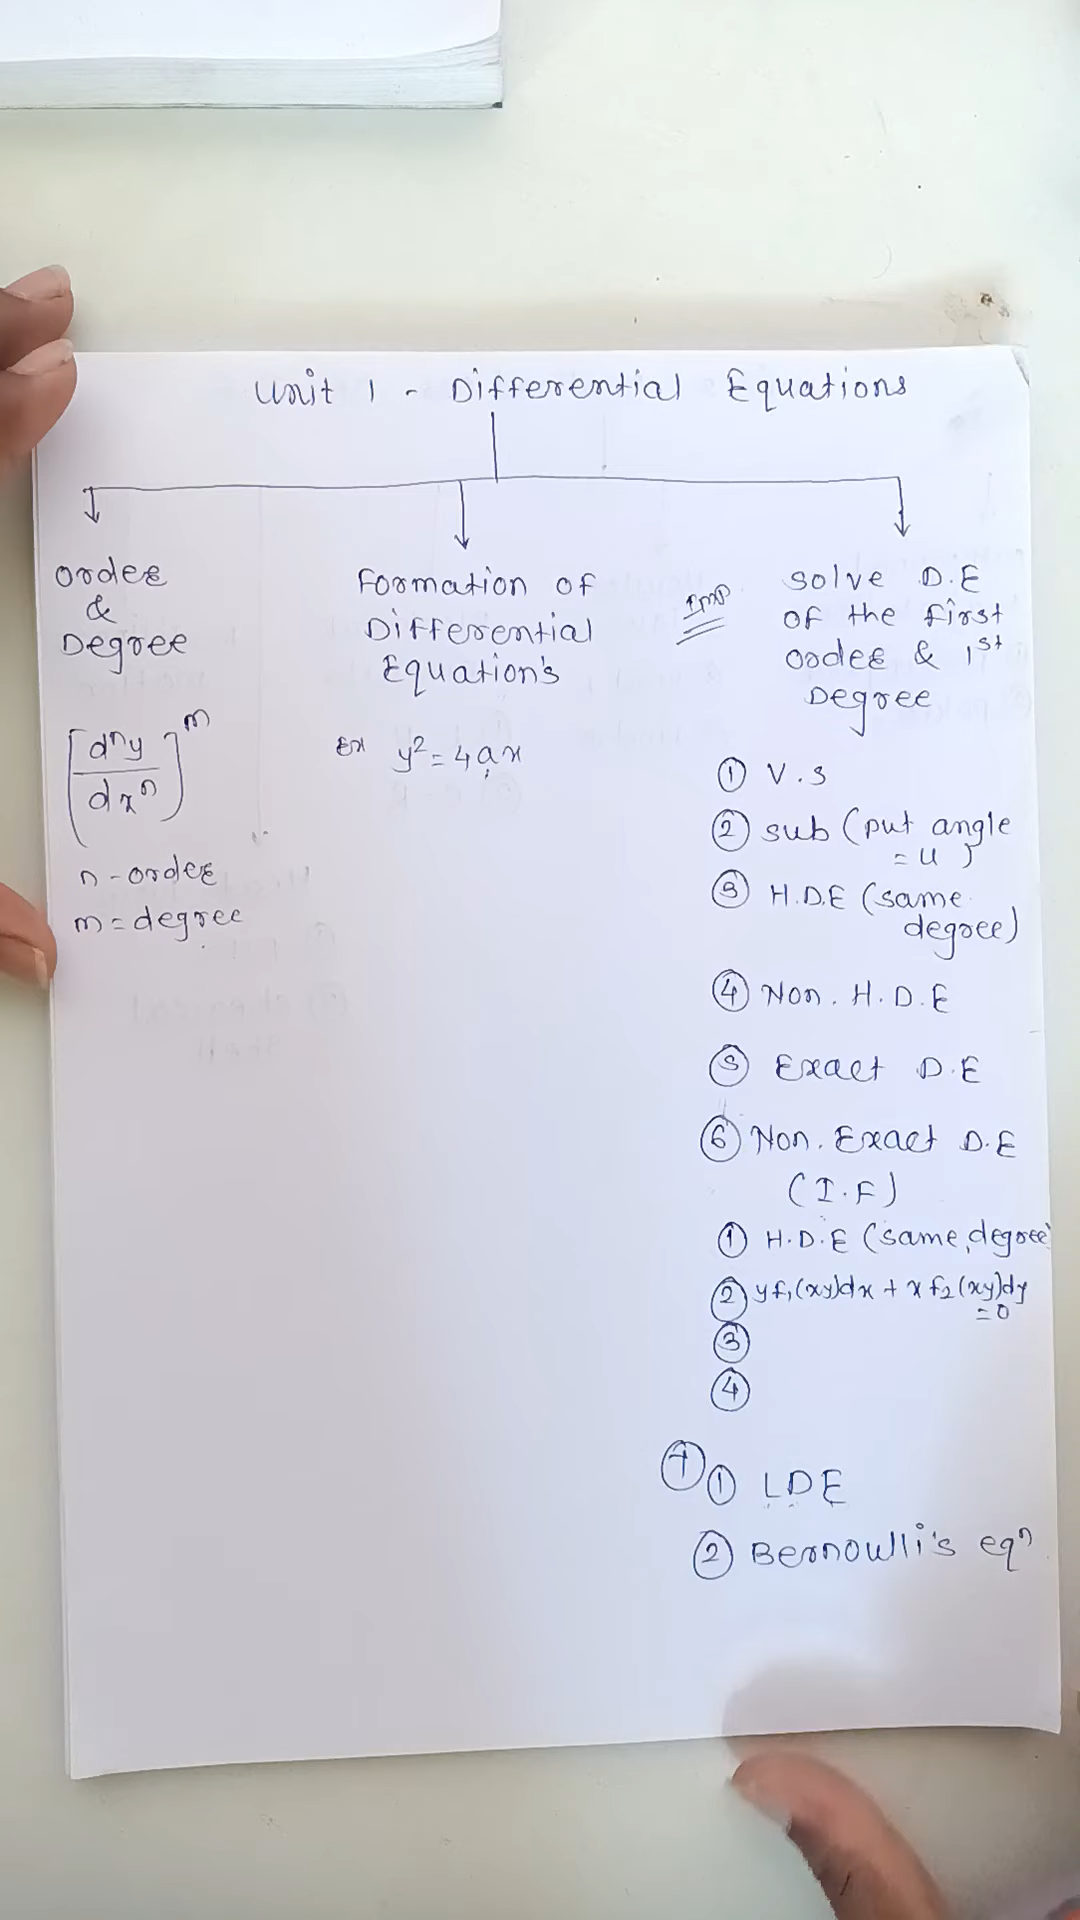 Unit 1 - Differential Equations
Order
&
Degree
[dⁿy/dxⁿ]ᵐ
n - order
m = degree
Formation of
Differential
Equation's
Ex y² = 4ax
Imp
Solve D.E
of the first
order & 1st
Degree
① V.S
② sub (put angle
= u)
③ H.D.E (same
degree)
④ Non. H.D.E
⑤ Exact D.E
⑥ Non. Exact D.E
(I.F)
① H.D.E (same degree)
② yf₁(xy)dx + xf₂(xy)dy
= 0
③
④
⑦ ① LDE
② Bernoulli's eqⁿ